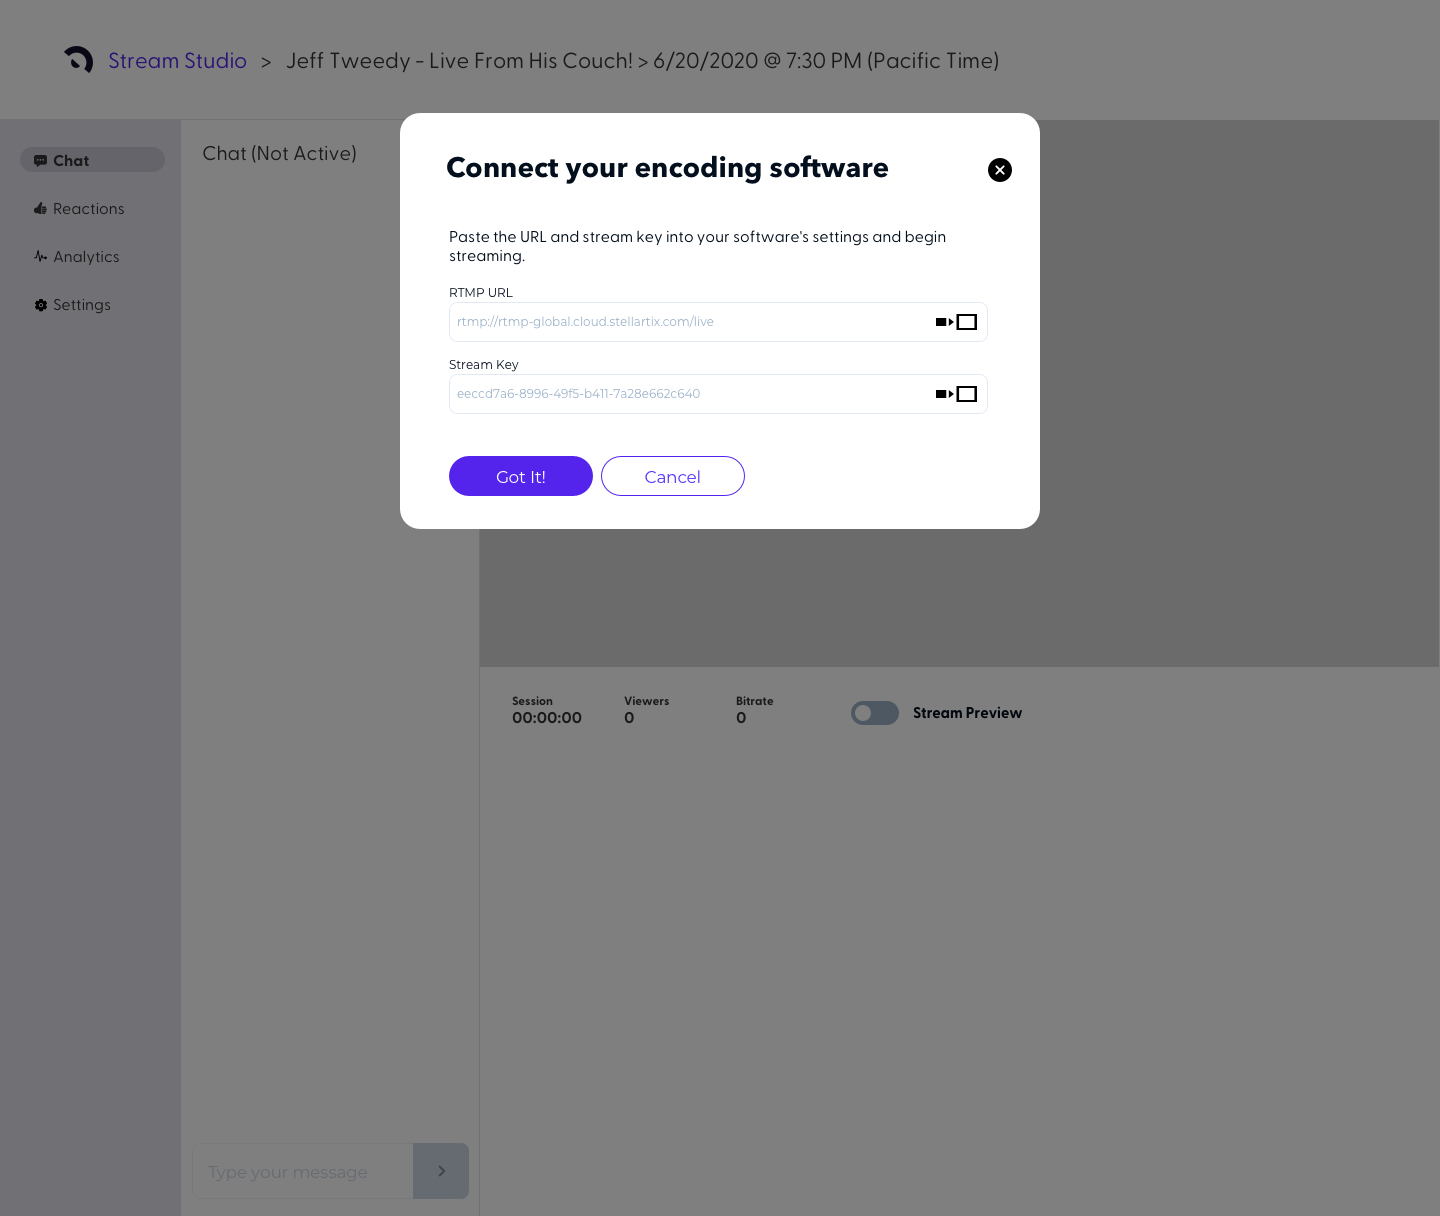 Stream Studio > Jeff Tweedy - Live From His Couch! > 6/20/2020 @ 7:30 PM (Pacific Time)
Chat
Reactions
Analytics
Settings
Chat (Not Active)
Connect your encoding software
Paste the URL and stream key into your software's settings and begin
streaming.
RTMP URL
rtmp://rtmp-global.cloud.stellartix.com/live
Stream Key
eeccd7a6-8996-49f5-b411-7a28e662c640
Got It!
Cancel
Session
00:00:00
Viewers
0
Bitrate
0
Stream Preview
Type your message